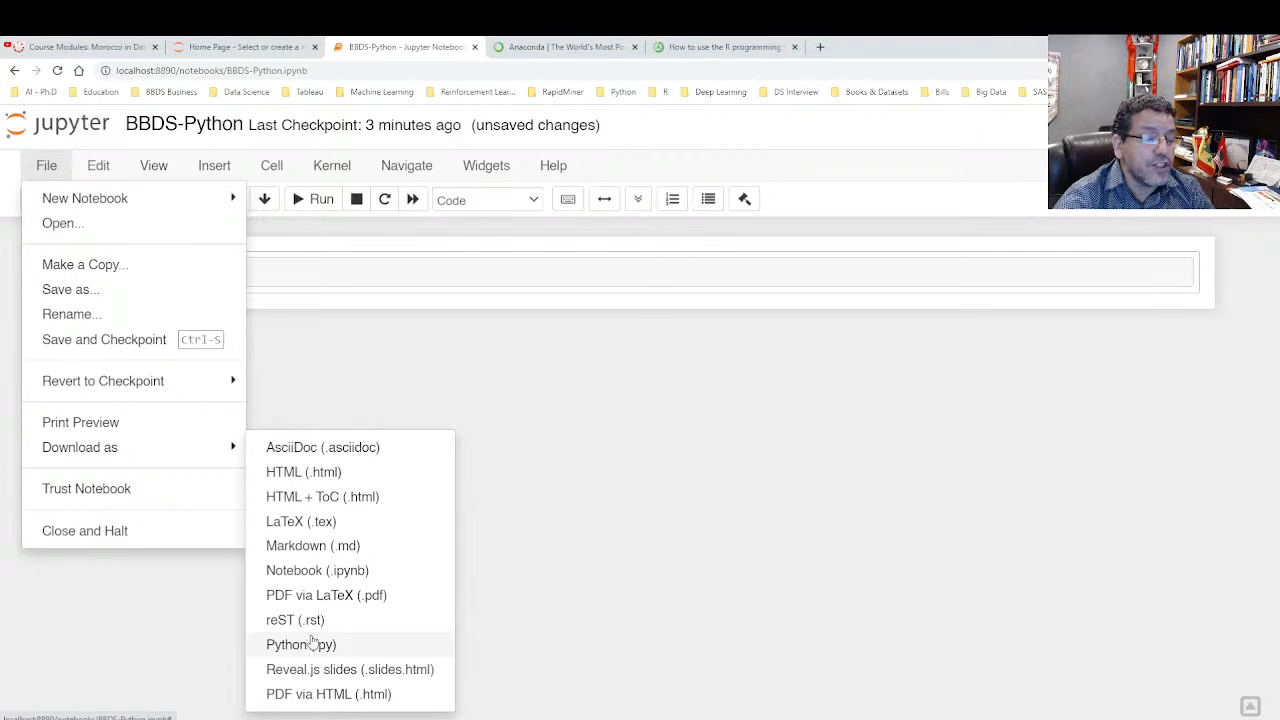 Course Modules: Morocco in Dat
Home Page - Select or create a n
BBDS-Python - Jupyter Notebook
Anaconda | The World's Most Po
How to use the R programming
localhost:8890/notebooks/BBDS-Python.ipynb
AI - Ph.D
Education
BBDS Business
Data Science
Tableau
Machine Learning
Reinforcement Lear...
RapidMiner
Python
R
Deep Learning
DS Interview
Books & Datasets
Bills
Big Data
SAS
jupyter BBDS-Python Last Checkpoint: 3 minutes ago (unsaved changes)
File Edit View Insert Cell Kernel Navigate Widgets Help
Run
Code
New Notebook
Open...
Make a Copy...
Save as...
Rename...
Save and Checkpoint Ctrl-S
Revert to Checkpoint
Print Preview
Download as
Trust Notebook
Close and Halt
AsciiDoc (.asciidoc)
HTML (.html)
HTML + ToC (.html)
LaTeX (.tex)
Markdown (.md)
Notebook (.ipynb)
PDF via LaTeX (.pdf)
reST (.rst)
Python py)
Reveal.js slides (.slides.html)
PDF via HTML (.html)